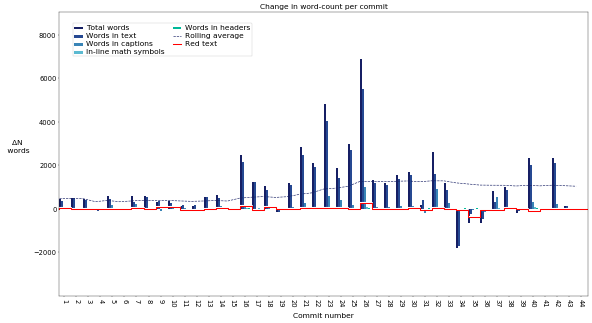 Change in word-count per commit
Total words
Words in text
Words in captions
in-line math symbols
Words in headers
Rolling average
Red text
8000
6000
4000
2000
0
−2000
ΔN
words
1 2 3 4 5 6 7 8 9 10 11 12 13 14 15 16 17 18 19 20 21 22 23 24 25 26 27 28 29 30 31 32 33 34 35 36 37 38 39 40 41 42 43 44
Commit number